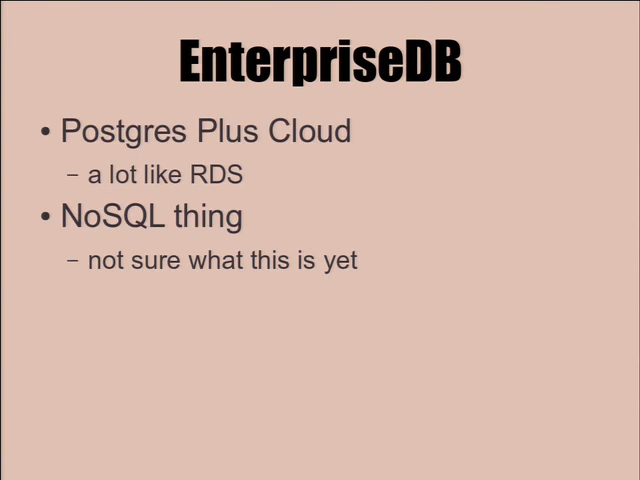 EnterpriseDB
• Postgres Plus Cloud
– a lot like RDS
• NoSQL thing
– not sure what this is yet